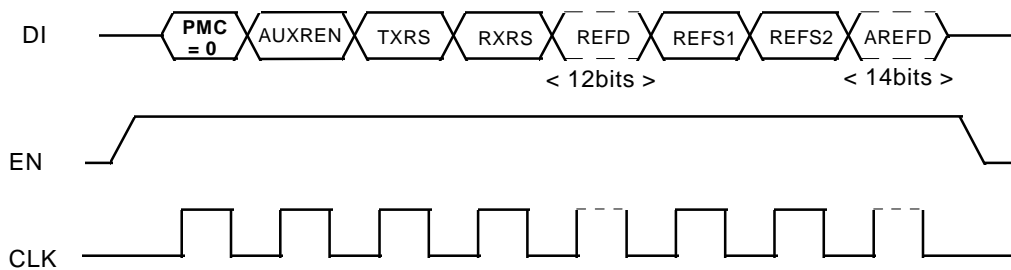 DI
PMC
= 0
AUXREN
TXRS
RXRS
REFD
REFS1
REFS2
AREFD
< 12bits >
< 14bits >
EN
CLK